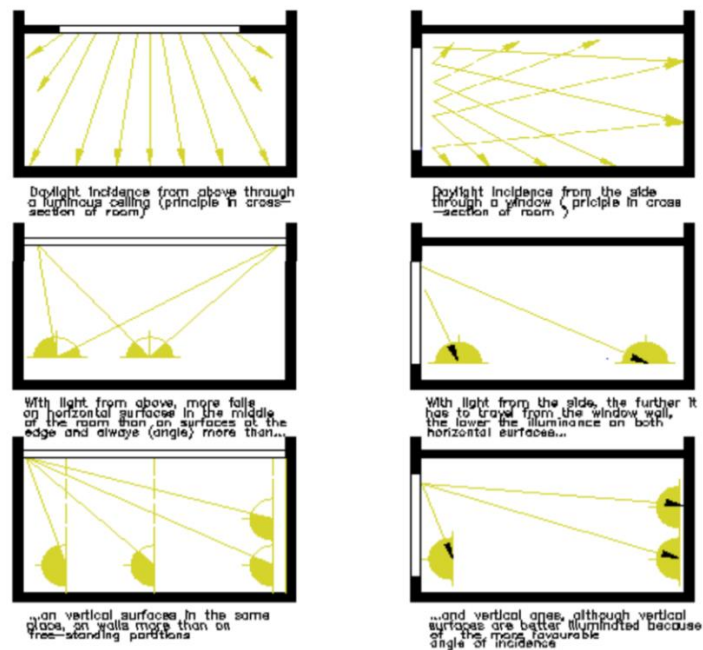 Daylight incidence from above through
a luminous ceiling (principle in cross-
section of room)
Daylight incidence from the side
through a window ( priciple in cross
-section of room )
With light from above, more falls
on horizontal surfaces in the middle
of the room than on surfaces at the
edge and always (angle) more than...
With light from the side, the further it
has to travel from the window wall,
the lower the illuminance on both
horizontal surfaces...
...on vertical surfaces in the same
place, on walls more than on
free-standing partitions
...and vertical ones, although vertical
surfaces are better illuminated because
of the more favourable
angle of incidence